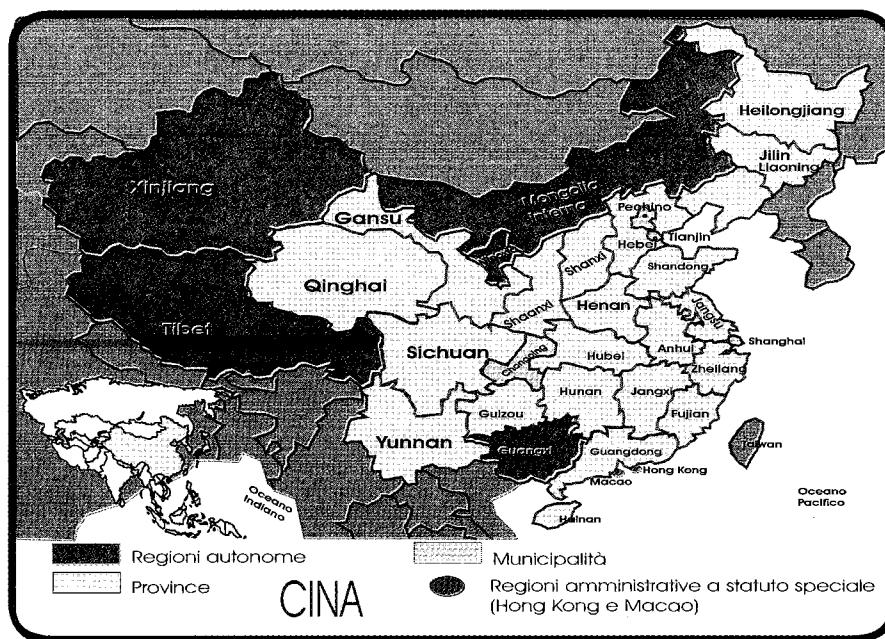 Heilongjiang
Jilin
Liaoning
Xinjiang
Mongolia
Interna
Gansu
Pechino
Tianjin
Hebei
Shanxi
Shandong
Qinghai
Shaanxi
Henan
Jangsu
Tibet
Sichuan
Chongqing
Hubei
Anhui
Shanghai
Hunan
Jangxi
Guizou
Fujian
Yunnan
Guangxi
Guangdong
Taiwan
Hong Kong
Macao
Hainan
Oceano
Indiano
Oceano
Pacifico
Regioni autonome
Municipalità
Province
CINA
Regioni amministrative a statuto speciale
(Hong Kong e Macao)